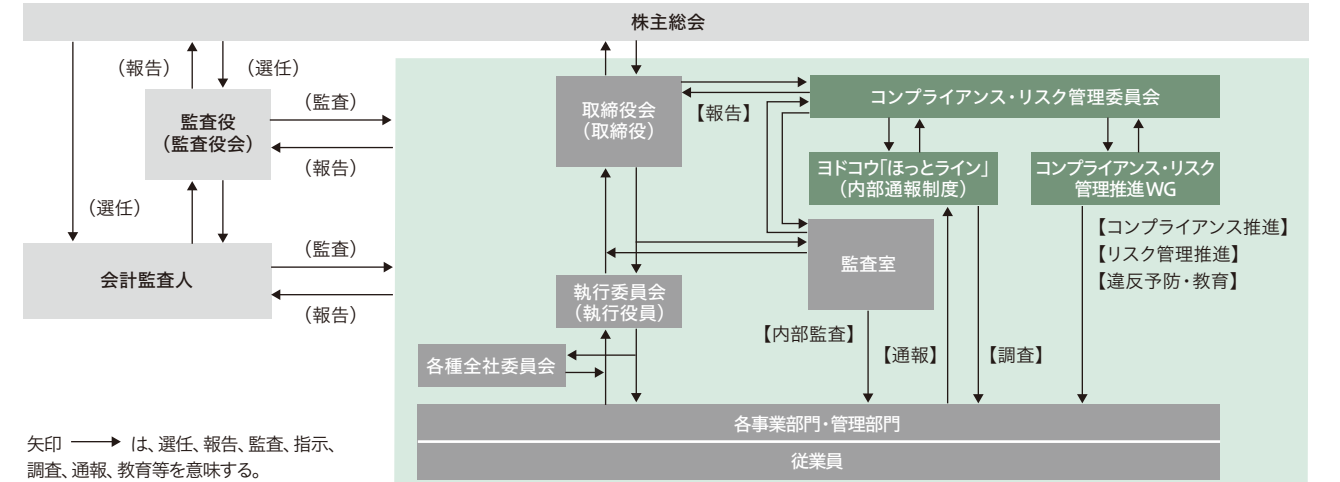 株主総会
（報告）
（選任）
監査役
（監査役会）
（監査）
（報告）
（選任）
会計監査人
（監査）
（報告）
取締役会
（取締役）
【報告】
コンプライアンス・リスク管理委員会
ヨドコウ「ほっとライン」
（内部通報制度）
コンプライアンス・リスク
管理推進WG
【コンプライアンス推進】
【リスク管理推進】
【違反予防・教育】
監査室
執行委員会
（執行役員）
【内部監査】
【通報】
【調査】
各種全社委員会
各事業部門・管理部門
従業員
矢印 → は、選任、報告、監査、指示、
調査、通報、教育等を意味する。